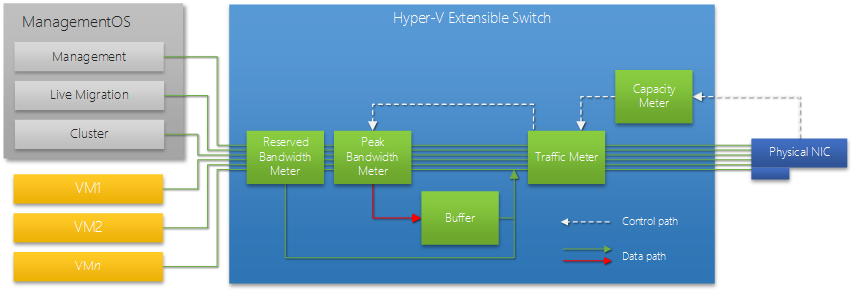 ManagementOS
Management
Live Migration
Cluster
VM1
VM2
VMn
Hyper-V Extensible Switch
Reserved
Bandwidth
Meter
Peak
Bandwidth
Meter
Buffer
Traffic Meter
Capacity
Meter
Physical NIC
Control path
Data path